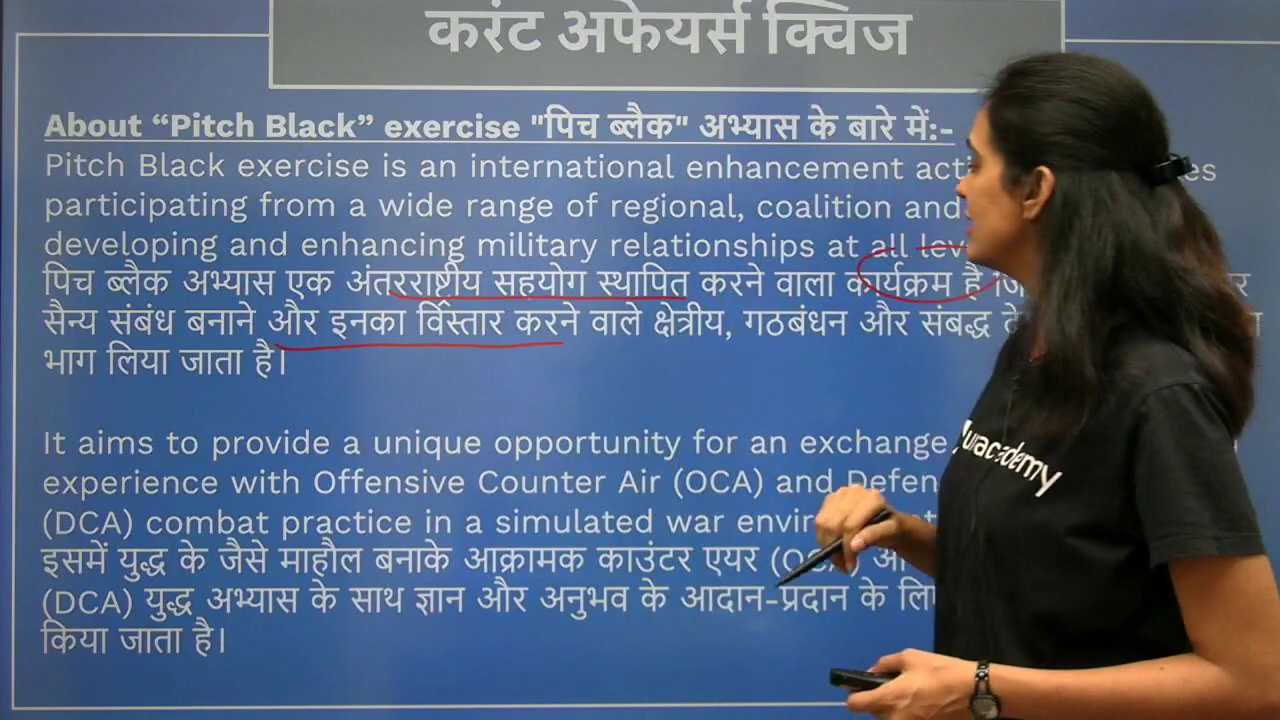 करंट अफेयर्स क्विज
About “Pitch Black” exercise "पिच ब्लैक" अभ्यास के बारे में:-
Pitch Black exercise is an international enhancement
participating from a wide range of regional, coalition and
developing and enhancing military relationships at all
पिच ब्लैक अभ्यास एक अंतरराष्ट्रीय सहयोग स्थापित करने वाला कार्यक्रम है
सैन्य संबंध बनाने और इनका विस्तार करने वाले क्षेत्रीय, गठबंधन और संबद्ध
भाग लिया जाता है।
It aims to provide a unique opportunity for an exchange
experience with Offensive Counter Air (OCA) and
(DCA) combat practice in a simulated war
इसमें युद्ध के जैसे माहौल बनाके आक्रामक काउंटर एयर
(DCA) युद्ध अभ्यास के साथ ज्ञान और अनुभव के आदान-प्रदान के
किया जाता है।